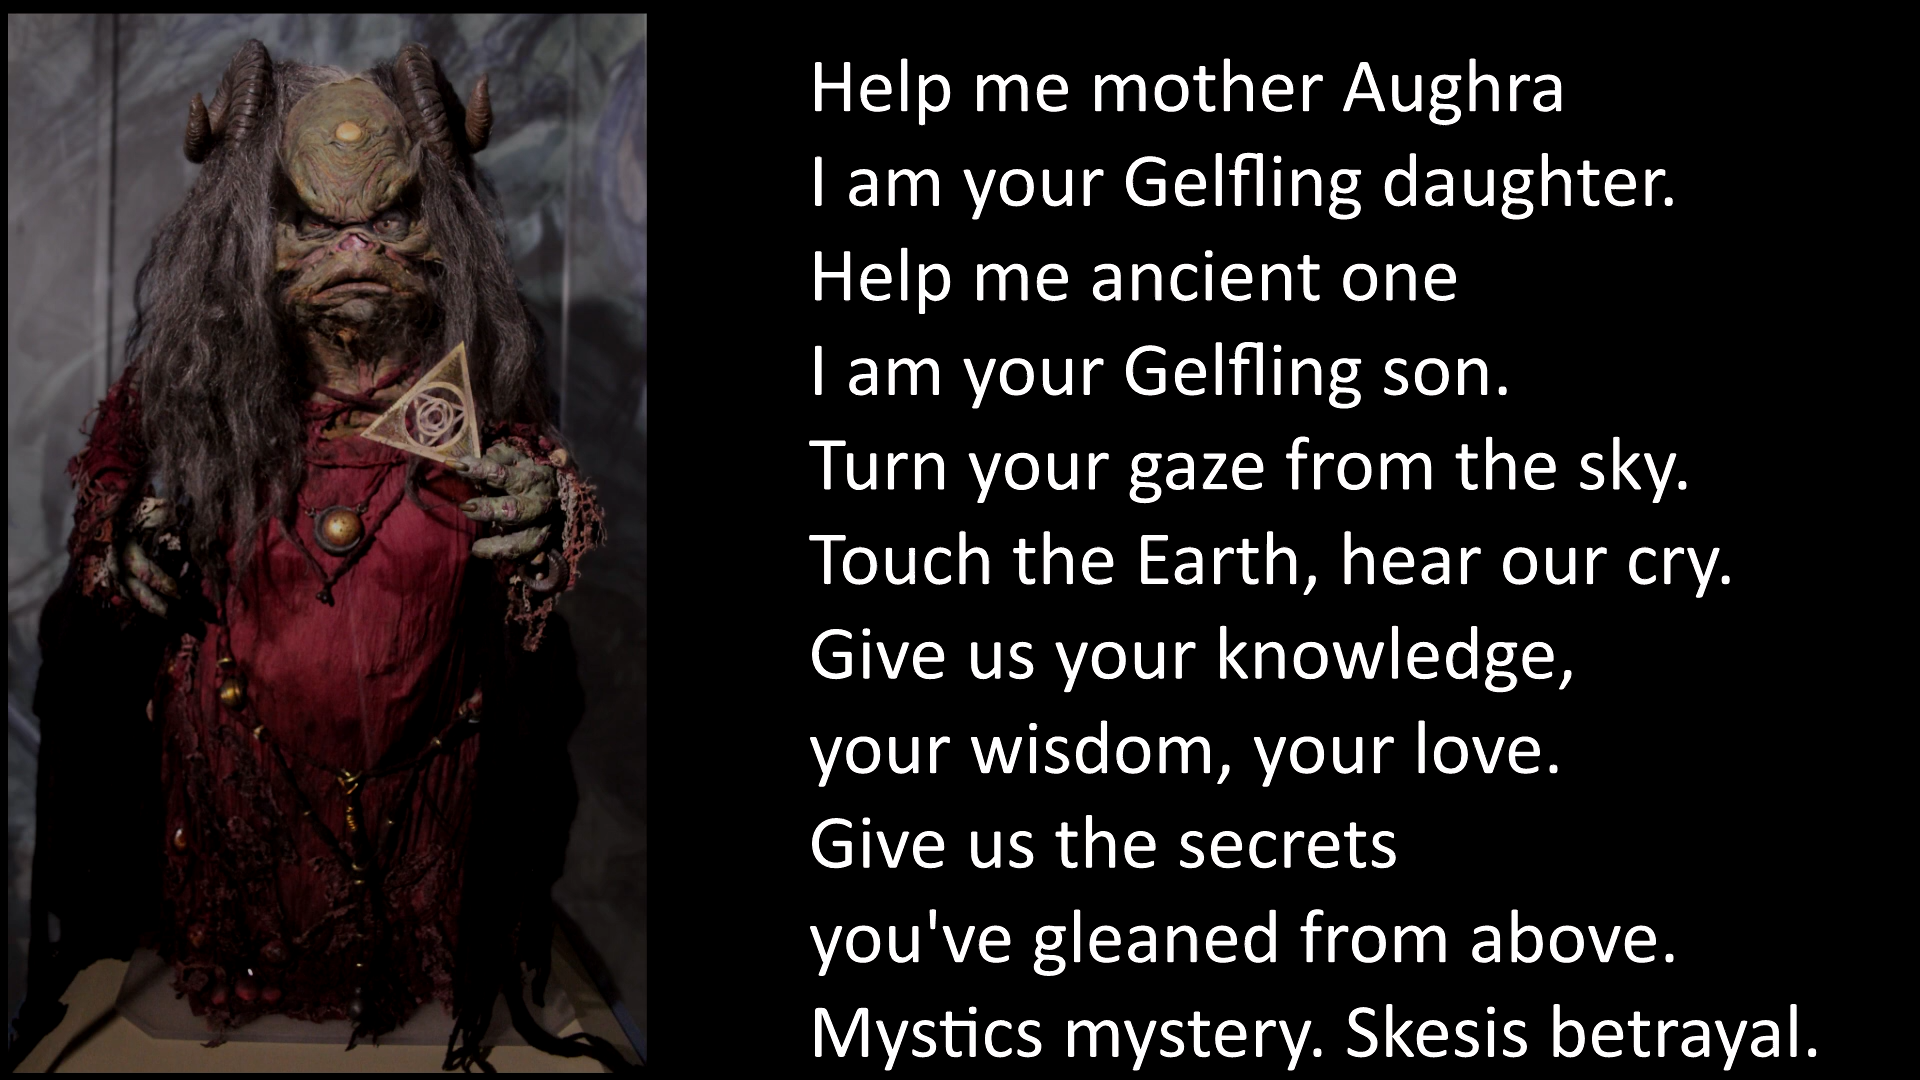 Help me mother Aughra
I am your Gelfling daughter.
Help me ancient one
I am your Gelfling son.
Turn your gaze from the sky.
Touch the Earth, hear our cry.
Give us your knowledge,
your wisdom, your love.
Give us the secrets
you've gleaned from above.
Mystics mystery. Skesis betrayal.